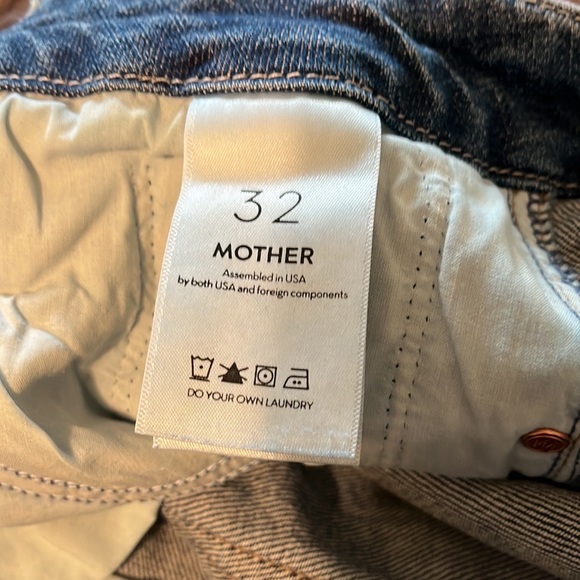 32
MOTHER
Assembled in USA
by both USA and foreign components
DO YOUR OWN LAUNDRY